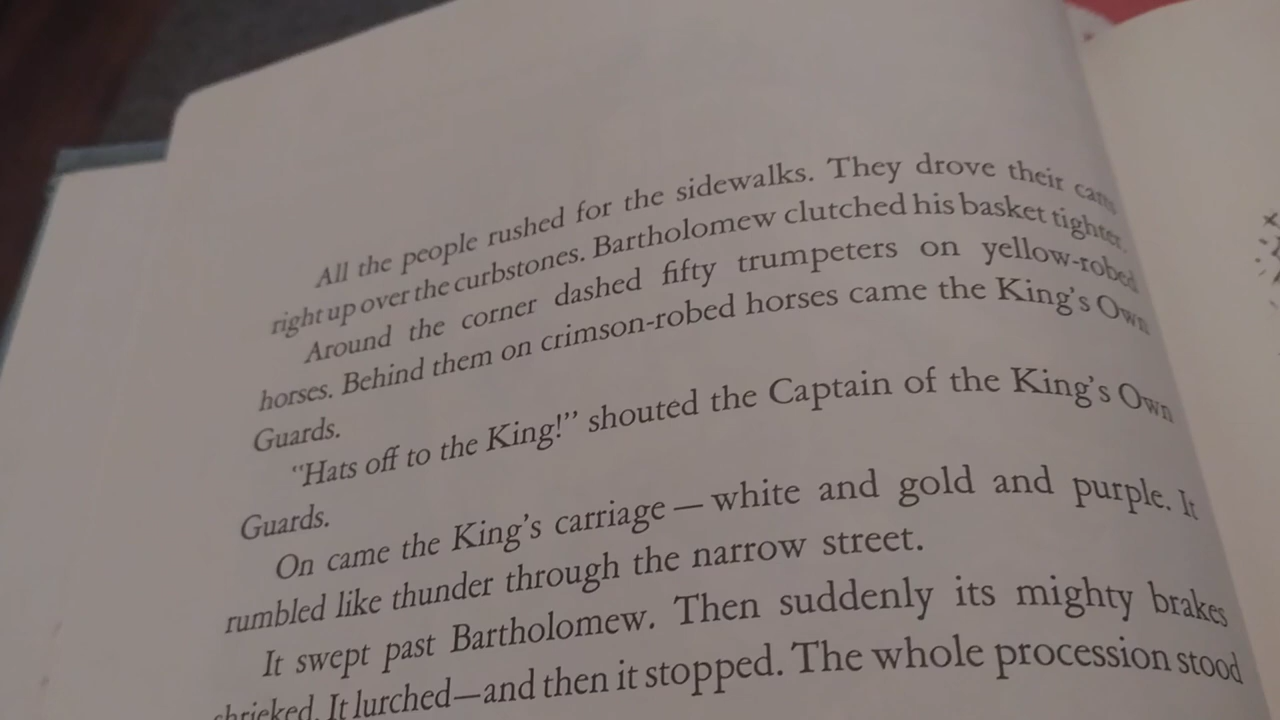 All the people rushed for the sidewalks. They drove their carts
right up over the curbstones. Bartholomew clutched his basket tighter.
Around the corner dashed fifty trumpeters on yellow-robed
horses. Behind them on crimson-robed horses came the King's Own
Guards.
“Hats off to the King!” shouted the Captain of the King's Own
Guards.
On came the King's carriage — white and gold and purple. It
rumbled like thunder through the narrow street.
It swept past Bartholomew. Then suddenly its mighty brakes
shrieked. It lurched—and then it stopped. The whole procession stood